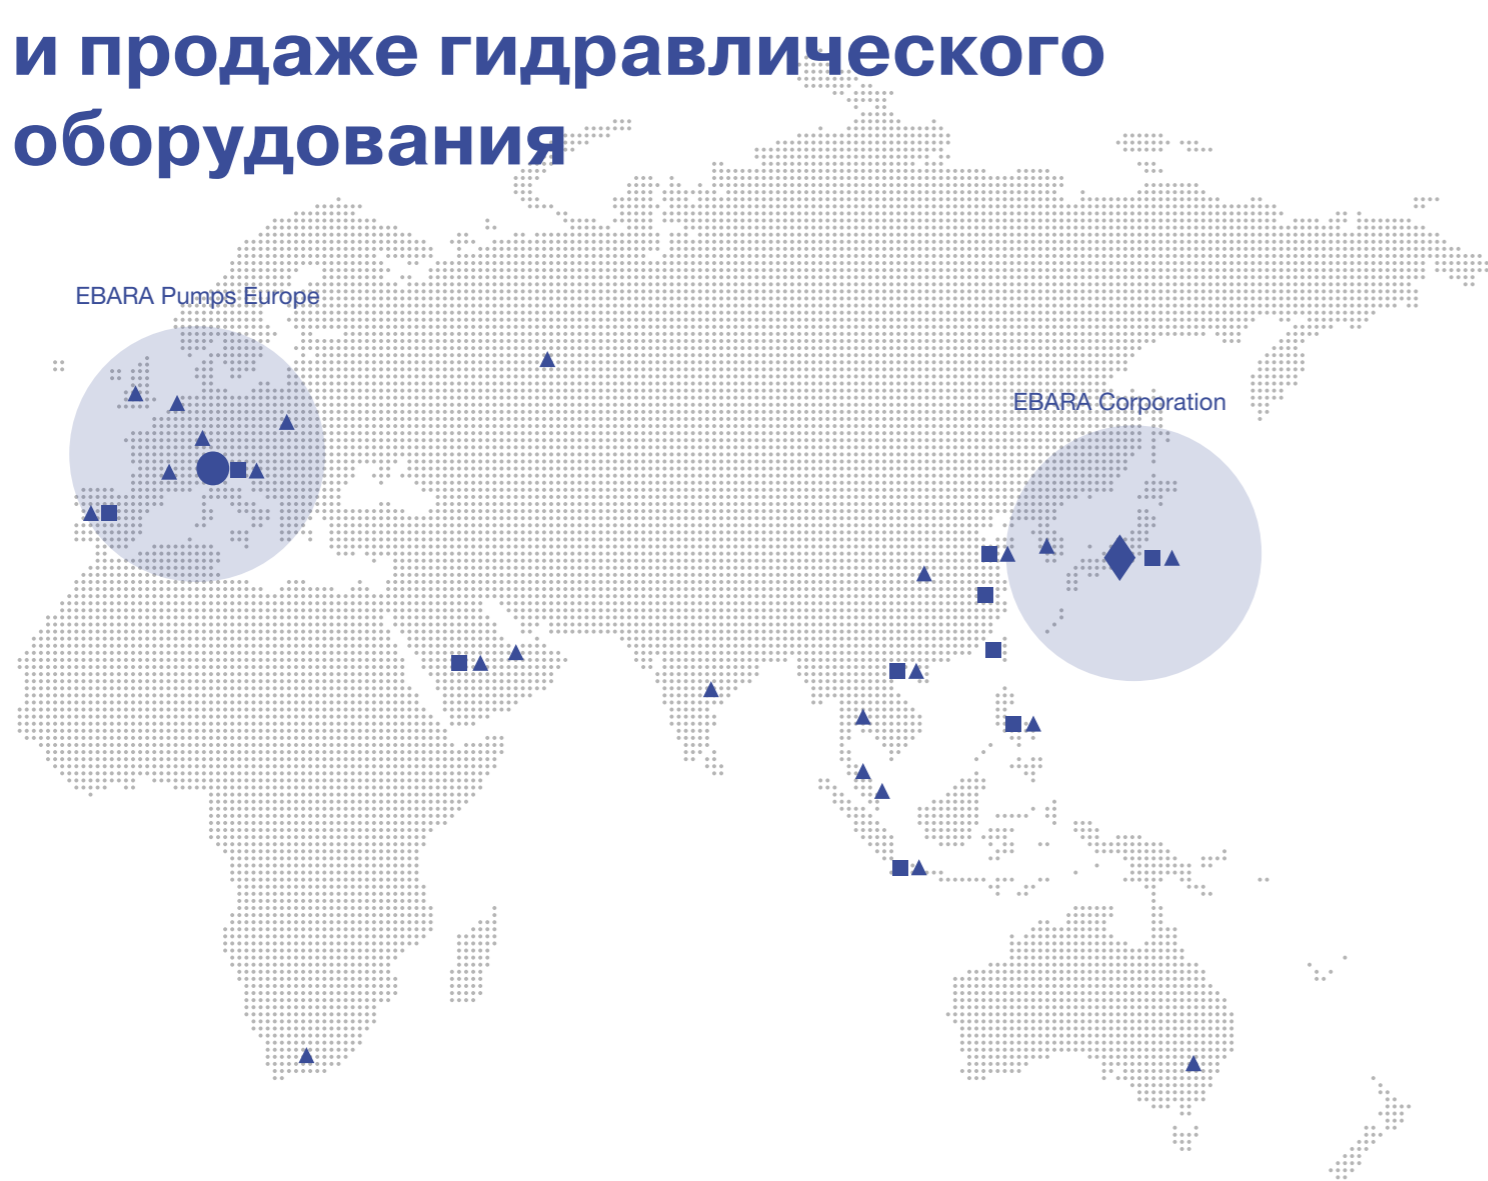 и продаже гидравлического
оборудования
EBARA Pumps Europe
EBARA Corporation